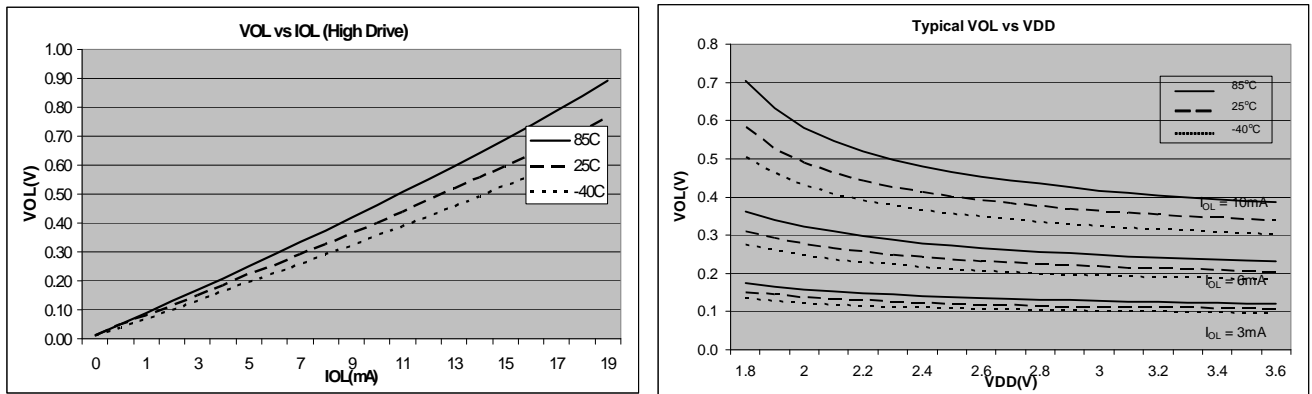 VOL vs IOL (High Drive)
1.00
0.90
0.80
0.70
0.60
0.50
0.40
0.30
0.20
0.10
0.00
VOL(V)
85C
25C
-40C
0 1 3 5 7 9 11 13 15 17 19
IOL(mA)
Typical VOL vs VDD
0.8
0.7
0.6
0.5
0.4
0.3
0.2
0.1
0.0
VOL(V)
85°C
25°C
-40°C
IOL = 10mA
IOL = 6mA
IOL = 3mA
1.8 2 2.2 2.4 2.6 2.8 3 3.2 3.4 3.6
VDD(V)